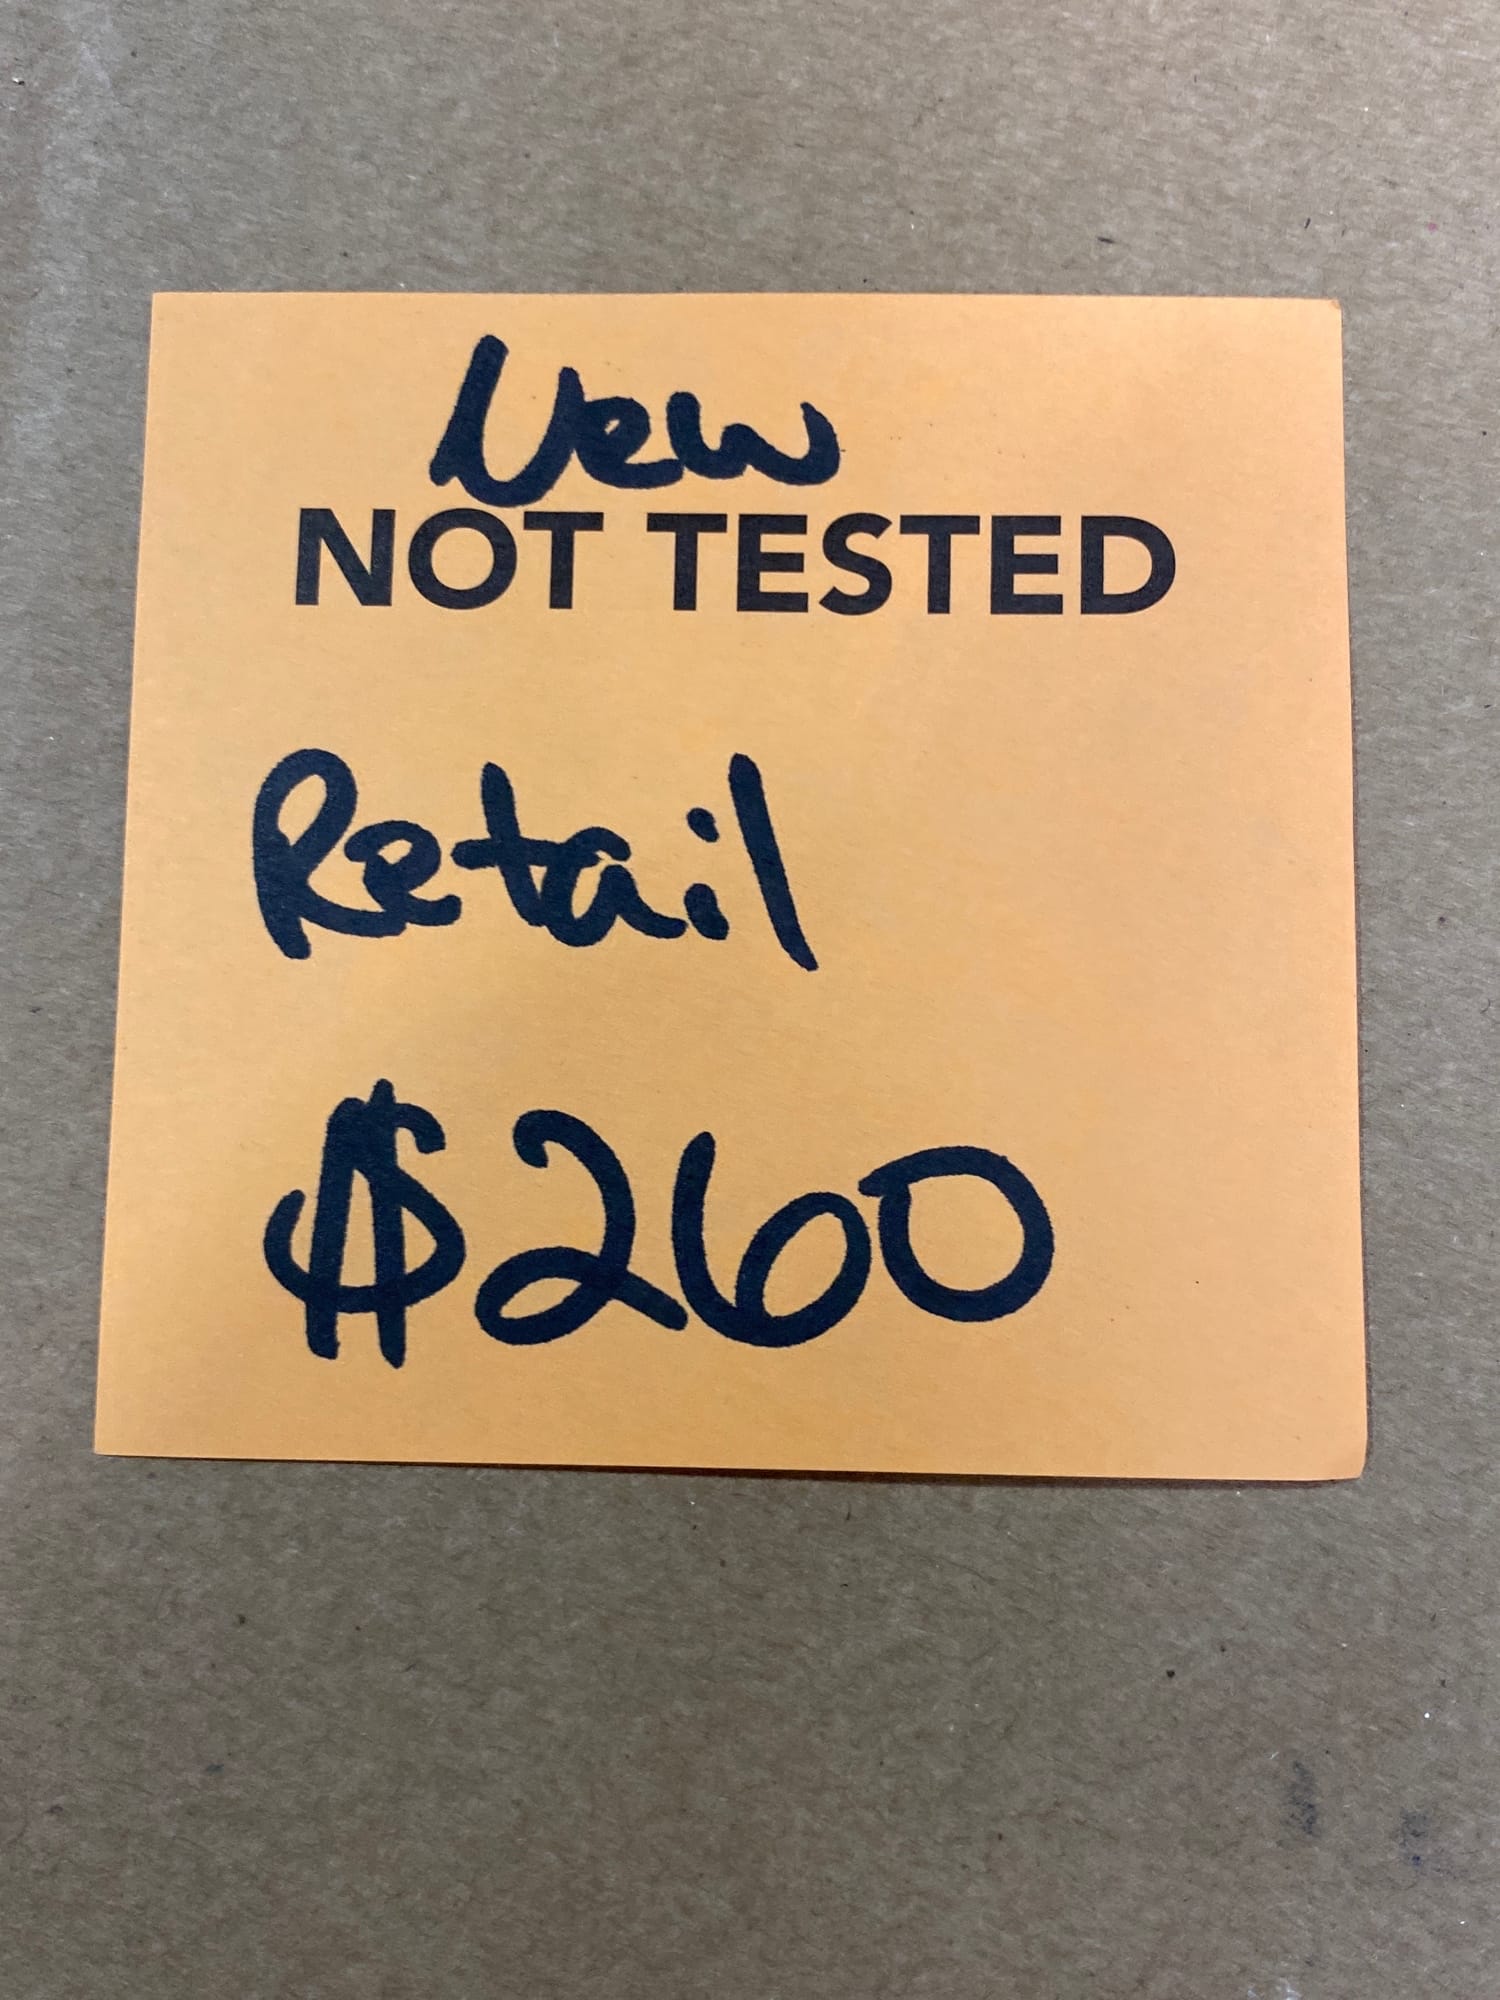 New
NOT TESTED
Retail
$260